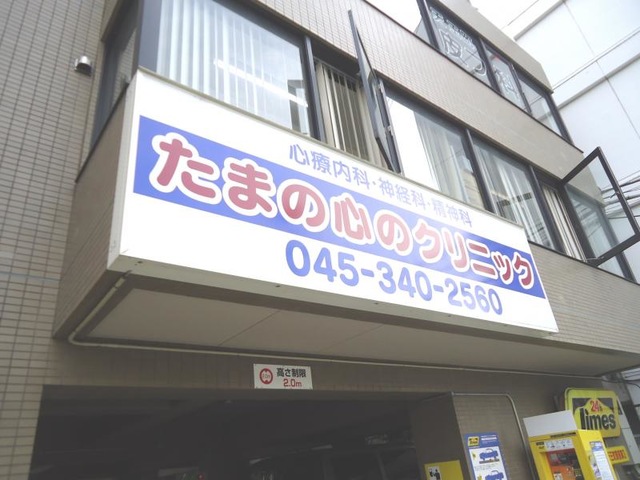 心療内科・神経科・精神科
たまの心のクリニック
045-340-2560
高さ制限
2.0m
24h
Times